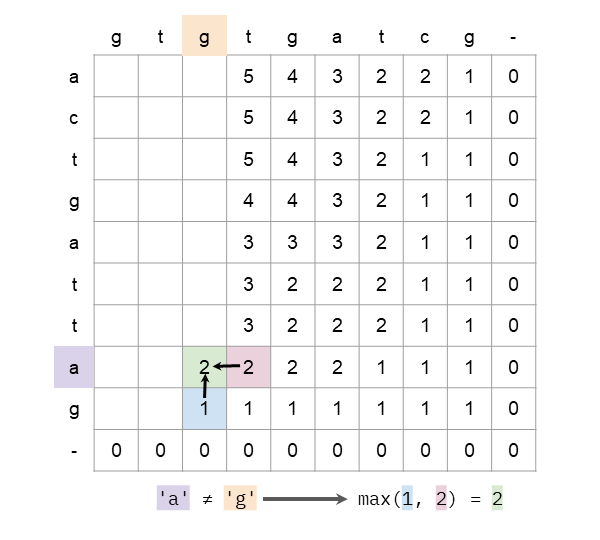 g t g t g a t c g -
a 5 4 3 2 2 1 0
c 5 4 3 2 2 1 0
t 5 4 3 2 1 1 0
g 4 4 3 2 1 1 0
a 3 3 3 2 1 1 0
t 3 2 2 2 1 1 0
t 3 2 2 2 1 1 0
a 2 2 2 2 1 1 1 0
g 1 1 1 1 1 1 1 0
- 0 0 0 0 0 0 0 0 0 0
'a' ≠ 'g' max(1, 2) = 2